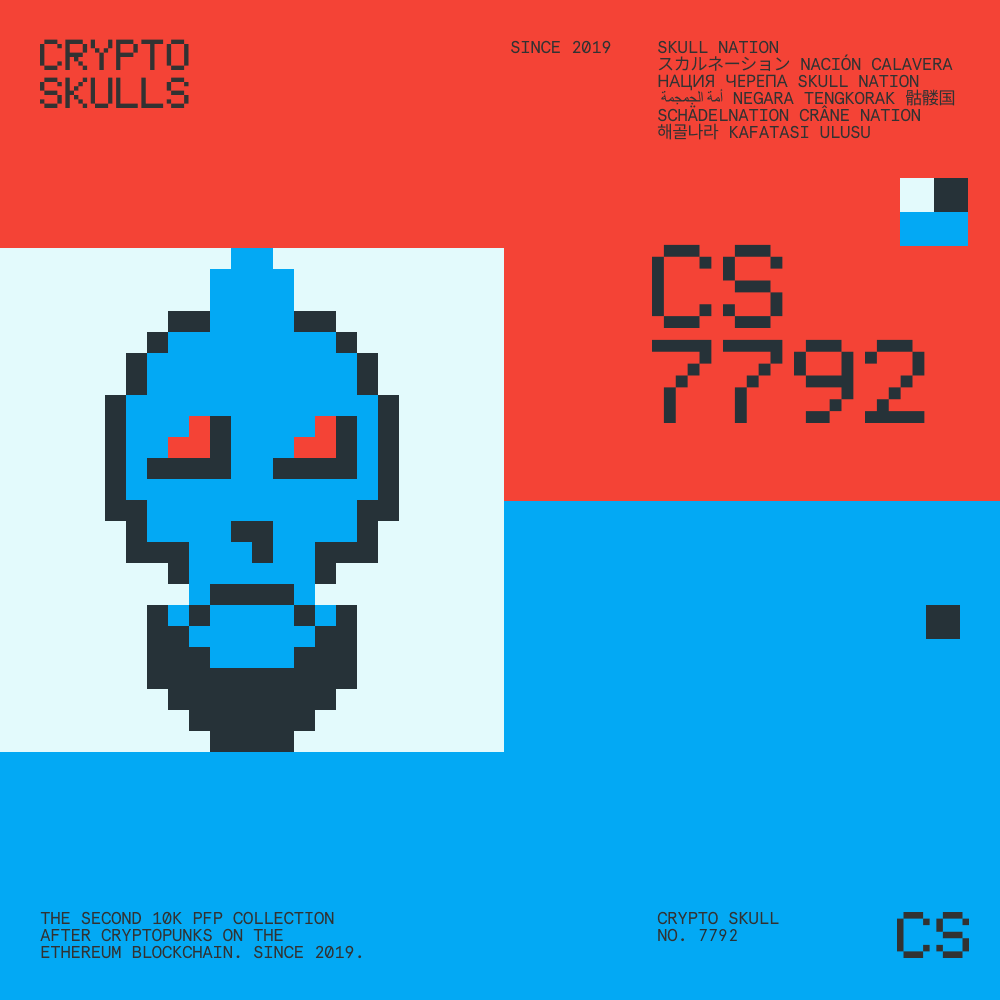 CRYPTO
SKULLS
SINCE 2019
SKULL NATION
スカルネーション NACIÓN CALAVERA
НАЦИЯ ЧЕРЕПА SKULL NATION
أمة الجمجمة NEGARA TENGKORAK 骷髅国
SCHÄDELNATION CRÂNE NATION
해골나라 KAFATASI ULUSU
CS
7792
THE SECOND 10K PFP COLLECTION
AFTER CRYPTOPUNKS ON THE
ETHEREUM BLOCKCHAIN. SINCE 2019.
CRYPTO SKULL
NO. 7792
CS